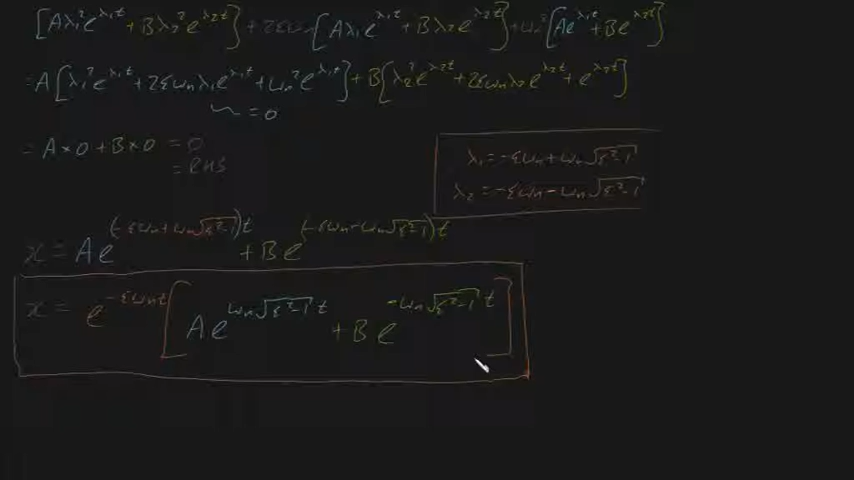 [Aλ₁²e^λ₁t + Bλ₂²e^λ₂t] + 2ξω [Aλ₁e^λ₁t + Bλ₂e^λ₂t] + ωn² [Ae^λ₁t + Be^λ₂t]
= A[λ₁²e^λ₁t + 2ξωnλ₁e^λ₁t + ωn²e^λ₁t] + B[λ₂²e^λ₂t + 2ξωnλ₂e^λ₂t + e^λ₂t]
= 0
= A×0 + B×0 = 0
= RHS
λ₁ = -ξωn + ωn√(ξ²-1)
λ₂ = -ξωn - ωn√(ξ²-1)
x = Ae^(-ξωn + ωn√(ξ²-1))t + Be^(-ξωn - ωn√(ξ²-1))t
x = e^-ξωnt [Ae^ωn√(ξ²-1)t + Be^-ωn√(ξ²-1)t]